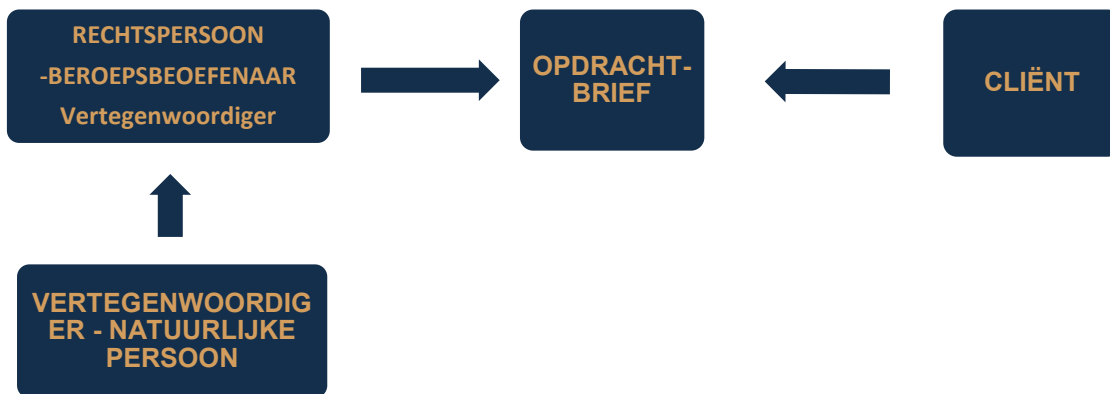 RECHTSPERSOON
-BEROEPSBEOEFENAAR
Vertegenwoordiger
OPDRACHT-
BRIEF
CLIËNT
VERTEGENWOORDIG
ER - NATUURLIJKE
PERSOON